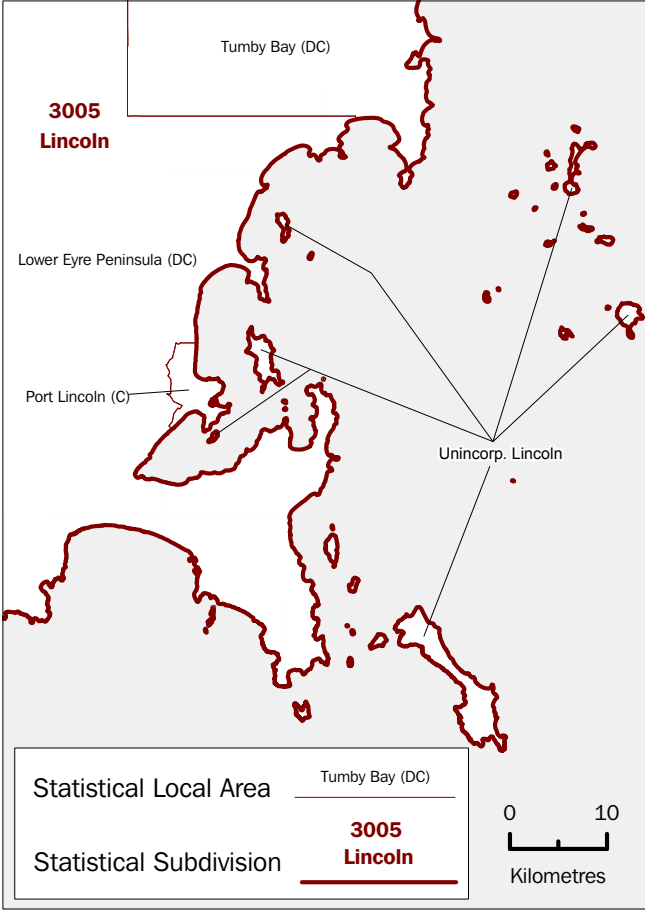 Tumby Bay (DC)
3005
Lincoln
Lower Eyre Peninsula (DC)
Port Lincoln (C)
Unincorp. Lincoln
Statistical Local Area
Tumby Bay (DC)
Statistical Subdivision
3005
Lincoln
0 10
Kilometres